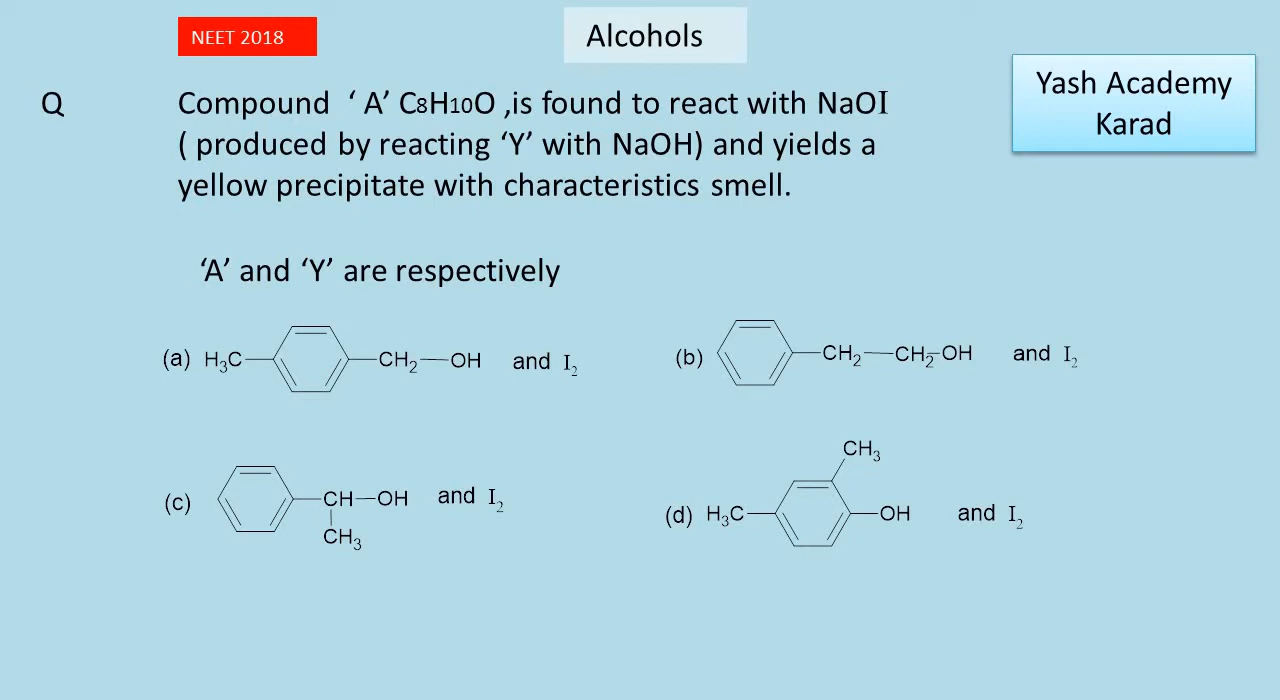 NEET 2018
Alcohols
Yash Academy
Karad
Q
Compound ‘ A’ C8H10O ,is found to react with NaOI
( produced by reacting ‘Y’ with NaOH) and yields a
yellow precipitate with characteristics smell.
‘A’ and ‘Y’ are respectively
(a) H3C CH2 OH and I2
(b) CH2 CH2 OH and I2
(c) CH OH and I2
CH3
CH3
(d) H3C OH and I2